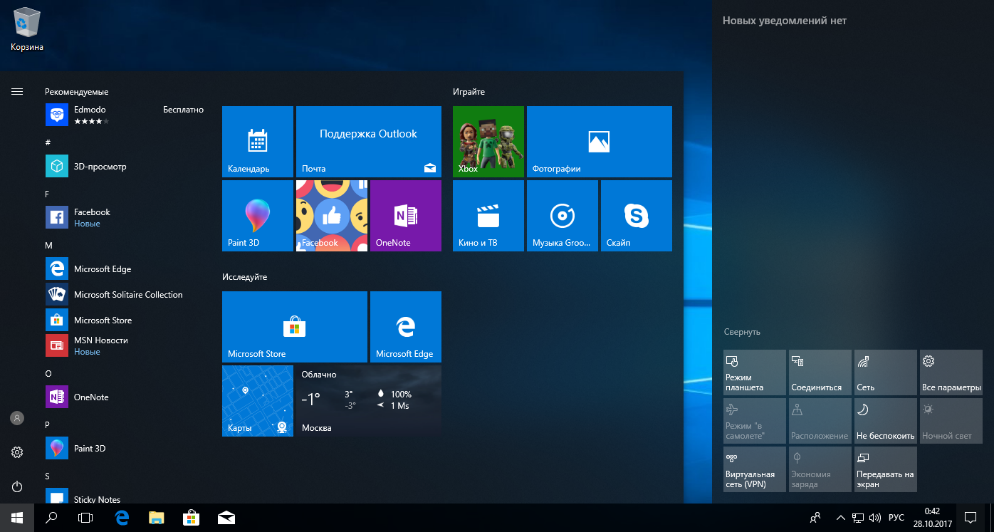 Корзина
Рекомендуемые
Edmodo
Бесплатно
#
3D-просмотр
F
Facebook
Новые
M
Microsoft Edge
Microsoft Solitaire Collection
Microsoft Store
MSN Новости
Новые
O
OneNote
P
Paint 3D
S
Sticky Notes
Календарь
Поддержка Outlook
Почта
Paint 3D
Facebook
OneNote
Исследуйте
Microsoft Store
Microsoft Edge
Карты
Облачно
-1°
3°
-3°
100%
1 Ms
Москва
Играйте
Xbox
Фотографии
Кино и ТВ
Музыка Groo...
Скайп
Новых уведомлений нет
Свернуть
Режим
планшета
Соединиться
Сеть
Все параметры
Режим "в
самолете"
Расположение
Не беспокоить
Ночной свет
Виртуальная
сеть (VPN)
Экономия
заряда
Передавать на
экран
РУС
0:42
28.10.2017